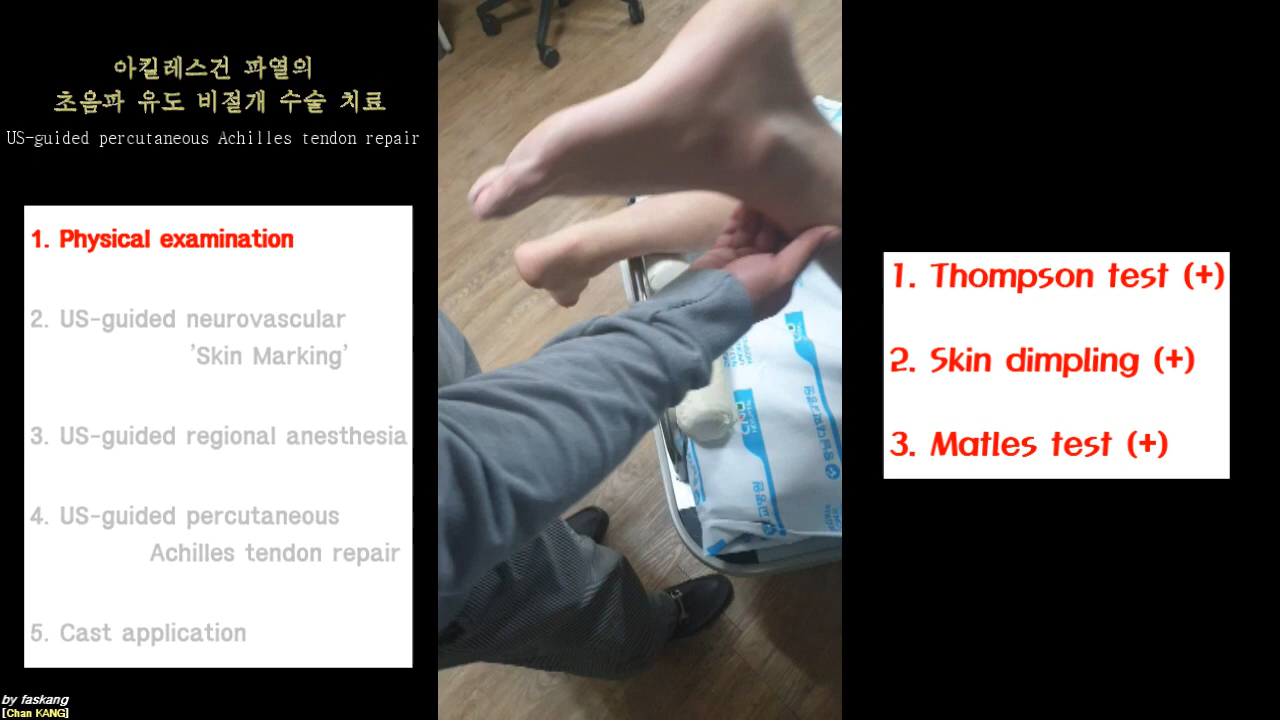 아킬레스건 파열의
초음파 유도 비절개 수술 치료
US-guided percutaneous Achilles tendon repair
1. Physical examination
2. US-guided neurovascular
'Skin Marking'
3. US-guided regional anesthesia
4. US-guided percutaneous
Achilles tendon repair
5. Cast application
by faskang
[Chan KANG]
CNU
1. Thompson test (+)
2. Skin dimpling (+)
3. Matles test (+)